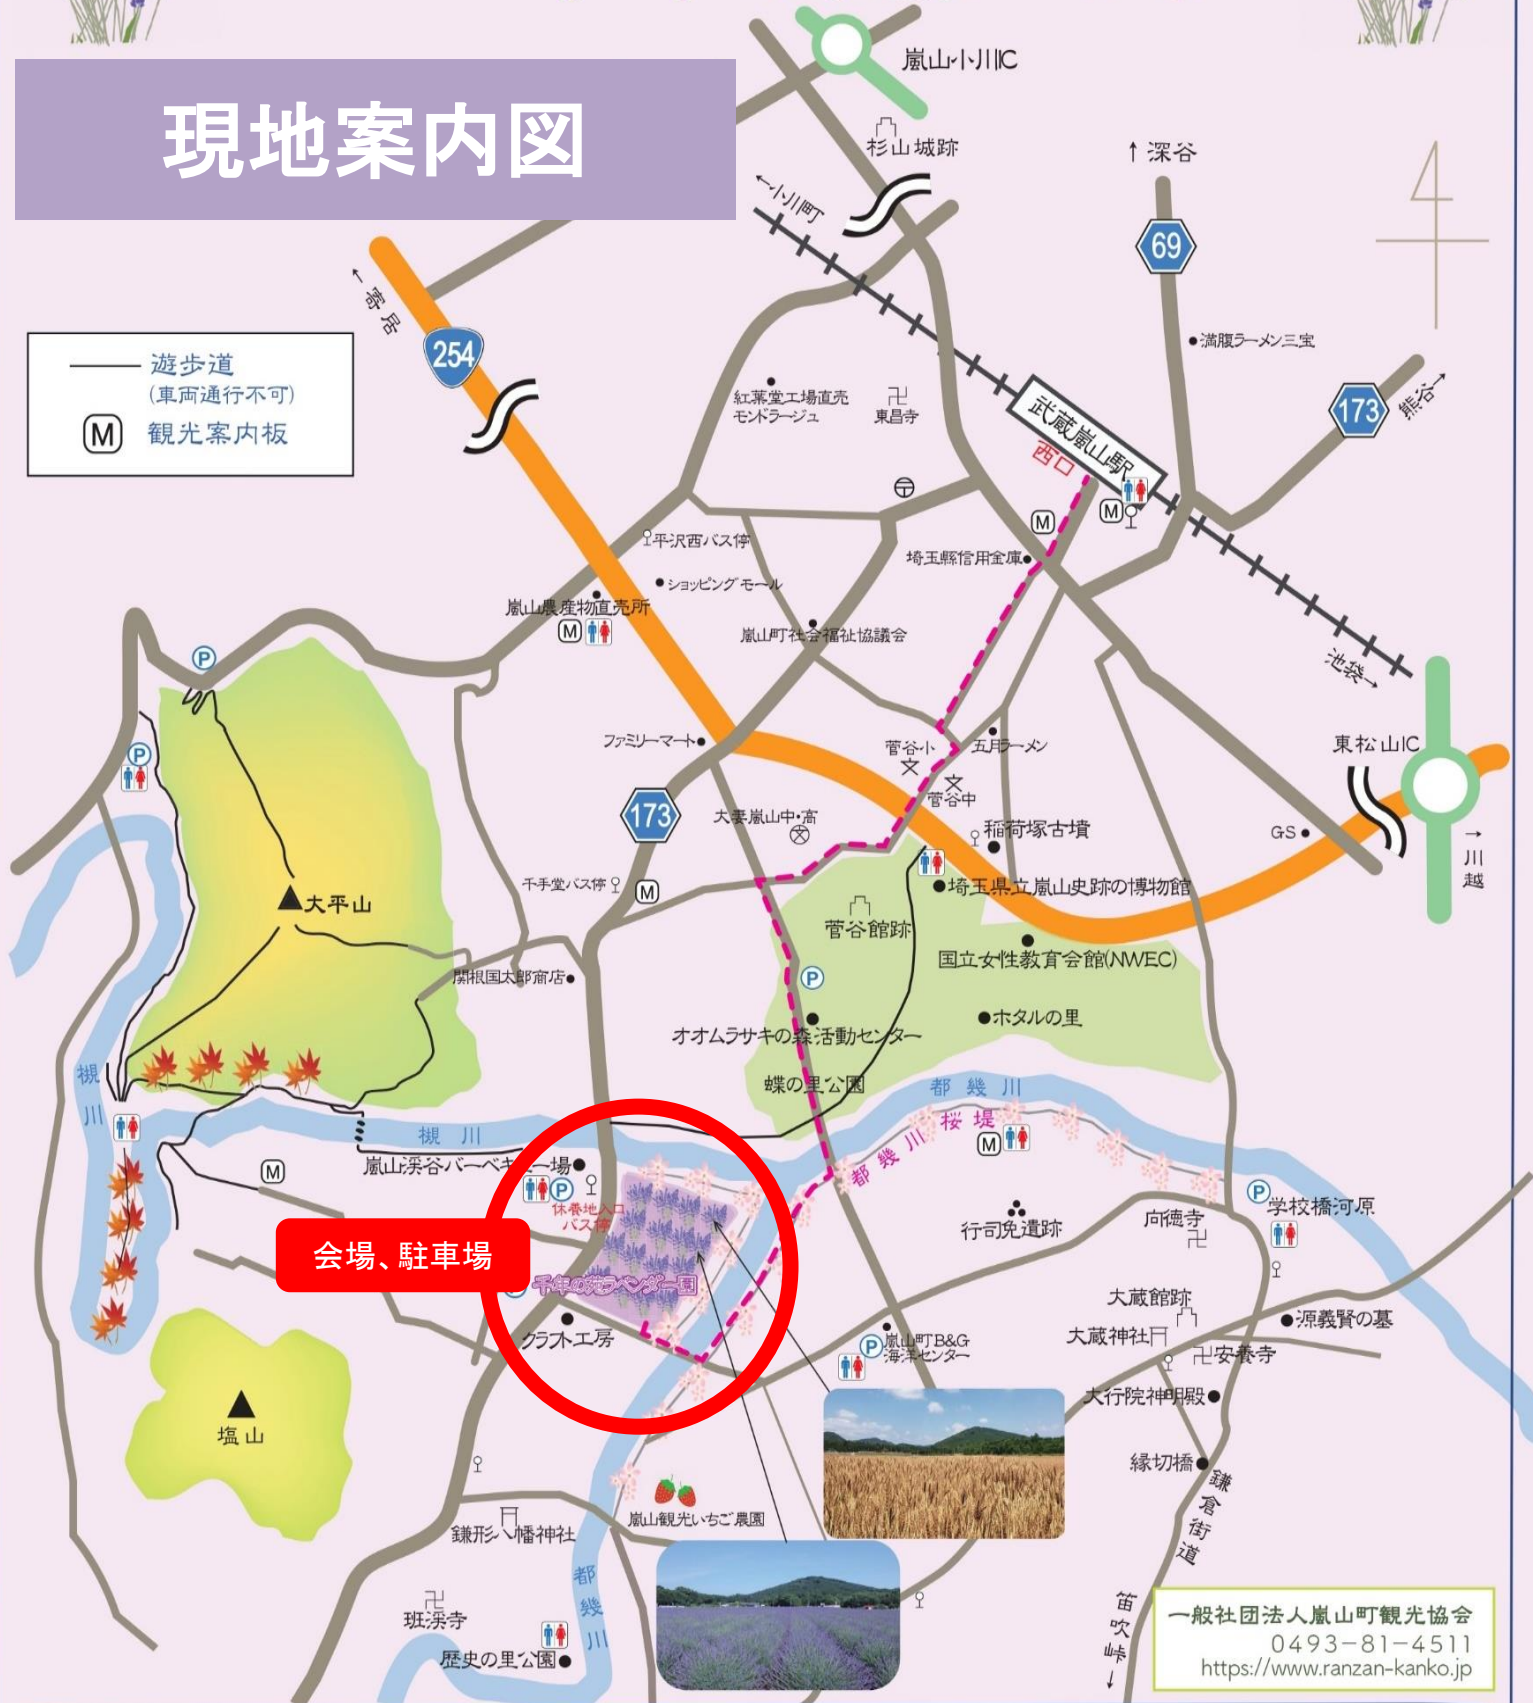 嵐山小川IC
現地案内図
杉山城跡
↑深谷
←小川町
69
←寄居
254
遊歩道
(車両通行不可)
M 観光案内板
満腹ラーメン三宝
173
熊谷→
紅葉堂工場直売
モンドラージュ
東昌寺
武蔵嵐山駅
西口
M
M
平沢西バス停
埼玉縣信用金庫
ショッピングモール
嵐山農産物直売所
M
嵐山町社会福祉協議会
池袋→
P
ファミリーマート
菅谷小
五月ラーメン
東松山IC
P
菅谷中
173
大妻嵐山中・高
稲荷塚古墳
GS
→川越
千手堂バス停
M
埼玉県立嵐山史跡の博物館
大平山
菅谷館跡
国立女性教育会館(NWEC)
関根国太郎商店
P
ホタルの里
オオムラサキの森活動センター
槻川
蝶の里公園
都幾川
槻川
都幾川桜堤
M
嵐山渓谷バーベキュー場
M
P
休養地入口
バス停
P
学校橋河原
行司免遺跡
向徳寺
会場、駐車場
千年の苑ラベンダー園
大蔵館跡
源義賢の墓
クラフト工房
P
嵐山町B&G
海洋センター
大蔵神社
安養寺
大行院神明殿
塩山
縁切橋
鎌倉街道
嵐山観光いちご農園
鎌形八幡神社
都幾川
班渓寺
歴史の里公園
笛吹峠→
一般社団法人嵐山町観光協会
0493-81-4511
https://www.ranzan-kanko.jp